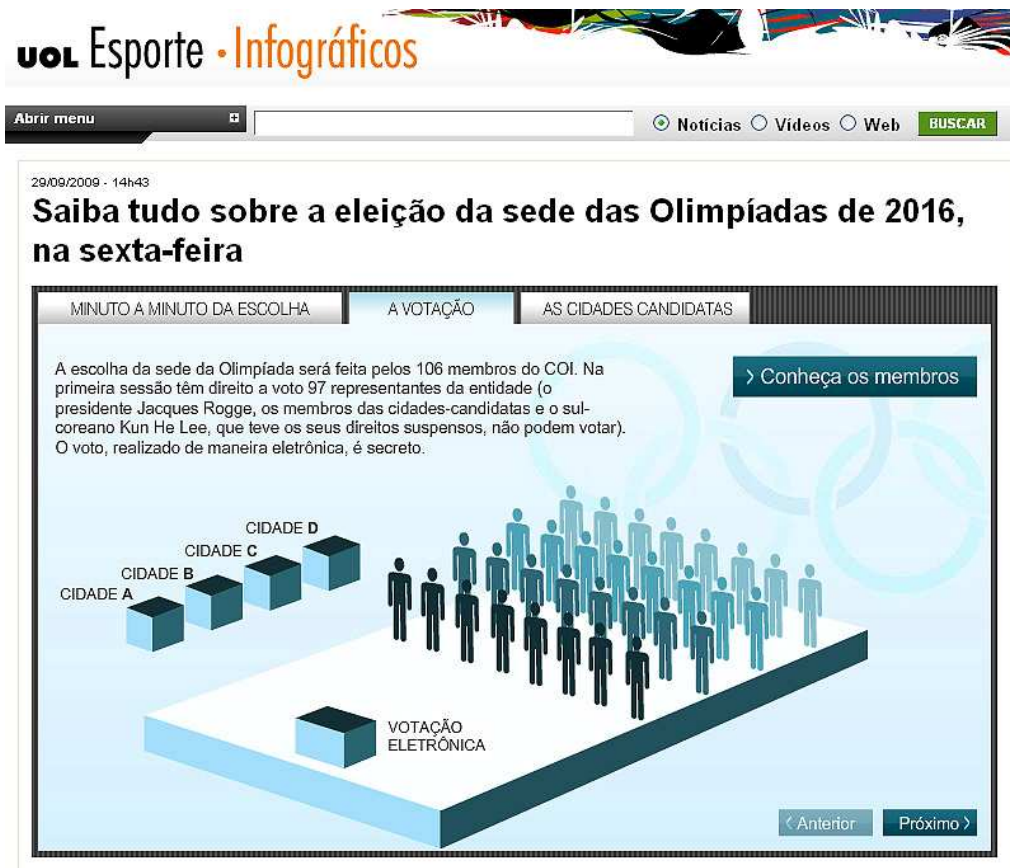 UOL Esporte · Infográficos
Abrir menu
Notícias Vídeos Web BUSCAR
29/09/2009 - 14h43
Saiba tudo sobre a eleição da sede das Olimpíadas de 2016,
na sexta-feira
MINUTO A MINUTO DA ESCOLHA A VOTAÇÃO AS CIDADES CANDIDATAS
A escolha da sede da Olimpíada será feita pelos 106 membros do COI. Na
primeira sessão têm direito a voto 97 representantes da entidade (o
presidente Jacques Rogge, os membros das cidades-candidatas e o sul-
coreano Kun He Lee, que teve os seus direitos suspensos, não podem votar).
O voto, realizado de maneira eletrônica, é secreto.
> Conheça os membros
CIDADE D
CIDADE C
CIDADE B
CIDADE A
VOTAÇÃO
ELETRÔNICA
< Anterior Próximo >